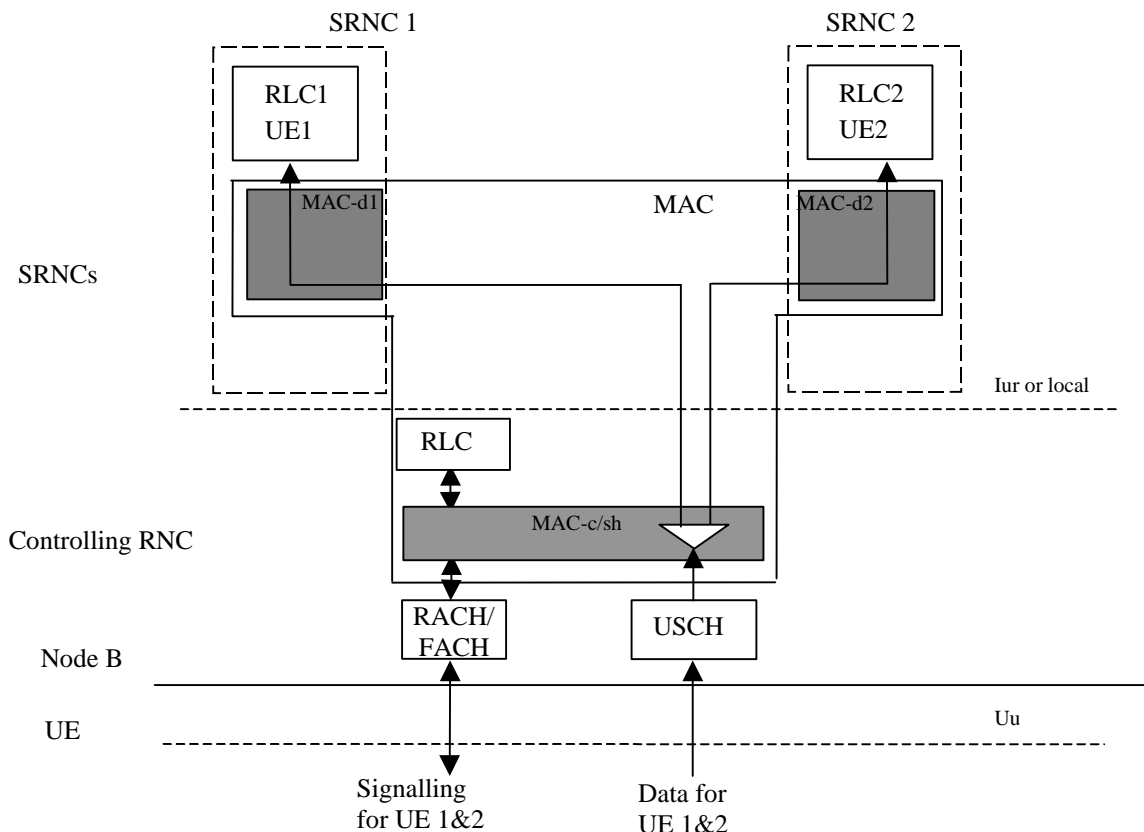 SRNC 1
SRNC 2
RLC1
UE1
RLC2
UE2
MAC-d1
MAC
MAC-d2
SRNCs
Iur or local
RLC
MAC-c/sh
Controlling RNC
RACH/
FACH
USCH
Node B
UE
Uu
Signalling
for UE 1&2
Data for
UE 1&2